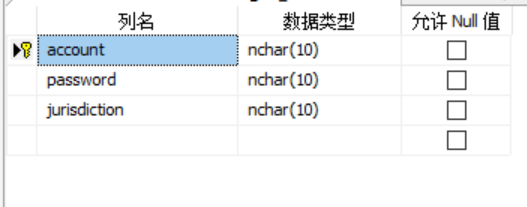 列名 数据类型 允许 Null 值
account nchar(10)
password nchar(10)
jurisdiction nchar(10)